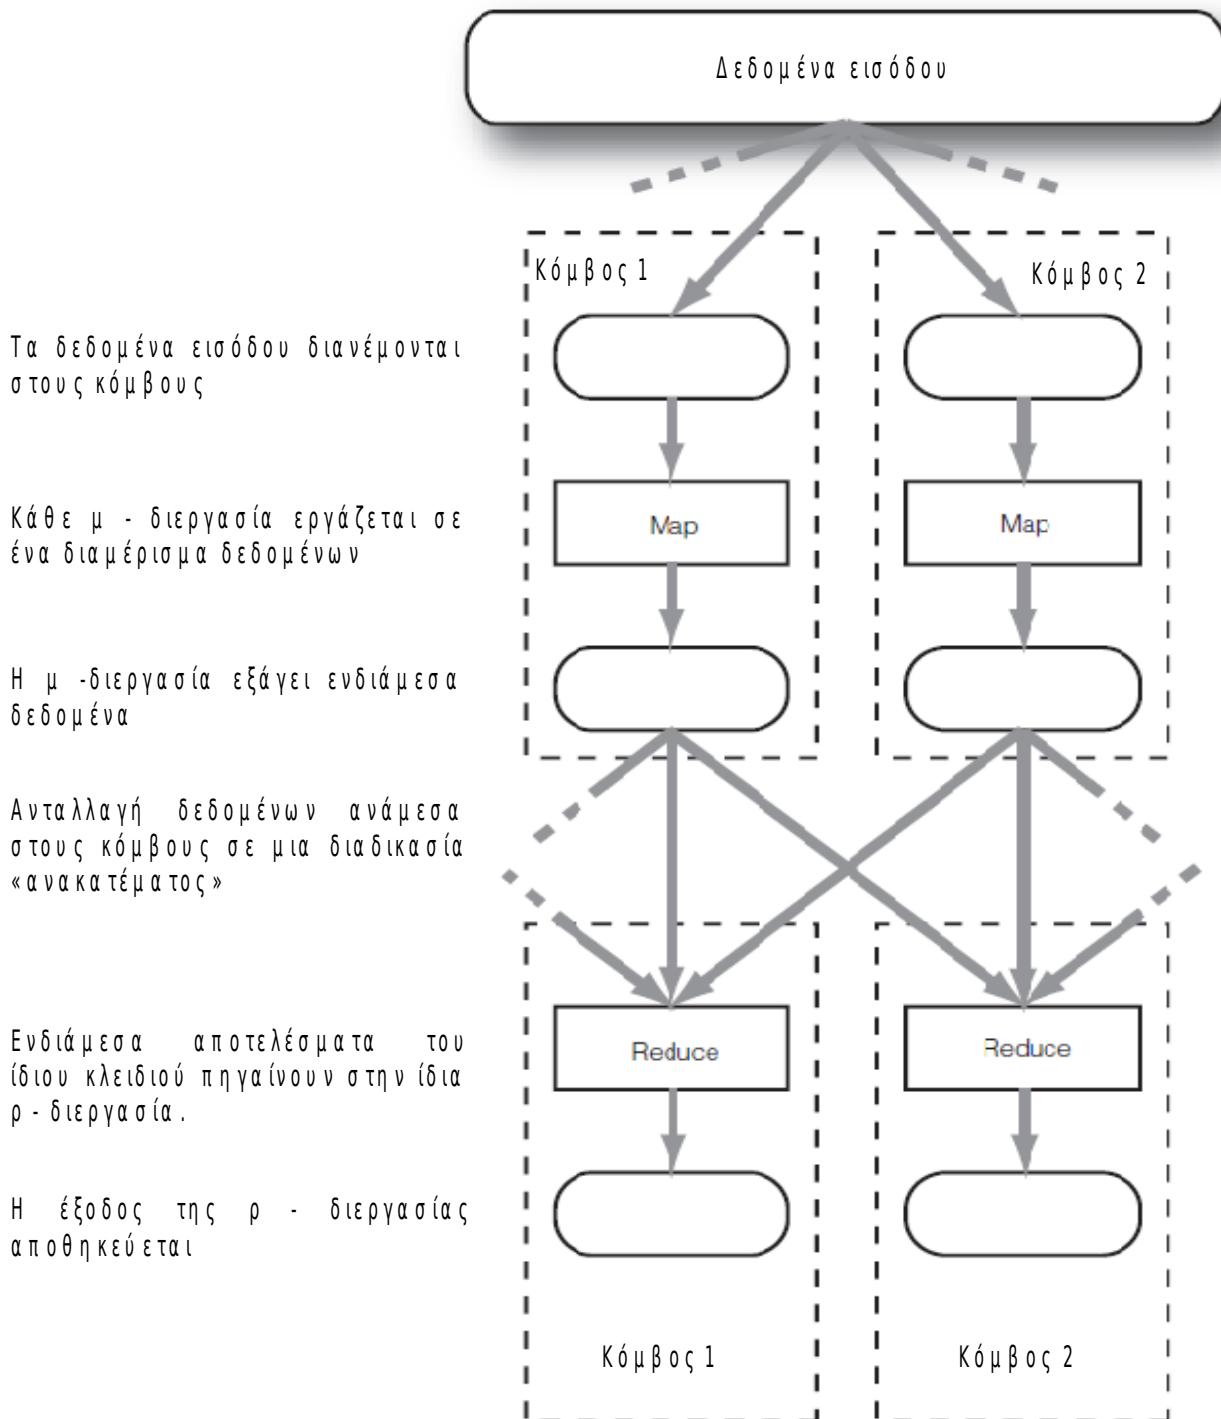 Δεδομένα εισόδου
Κόμβος 1
Κόμβος 2
Τα δεδομένα εισόδου διανέμονται
στους κόμβους
Κάθε μ - διεργασία εργάζεται σε
ένα διαμέρισμα δεδομένων
Map
Map
Η μ -διεργασία εξάγει ενδιάμεσα
δεδομένα
Ανταλλαγή δεδομένων ανάμεσα
στους κόμβους σε μια διαδικασία
«ανακατέματος»
Ενδιάμεσα αποτελέσματα του
ίδιου κλειδιού πηγαίνουν στην ίδια
ρ - διεργασία.
Reduce
Reduce
Η έξοδος της ρ - διεργασίας
αποθηκεύεται
Κόμβος 1
Κόμβος 2